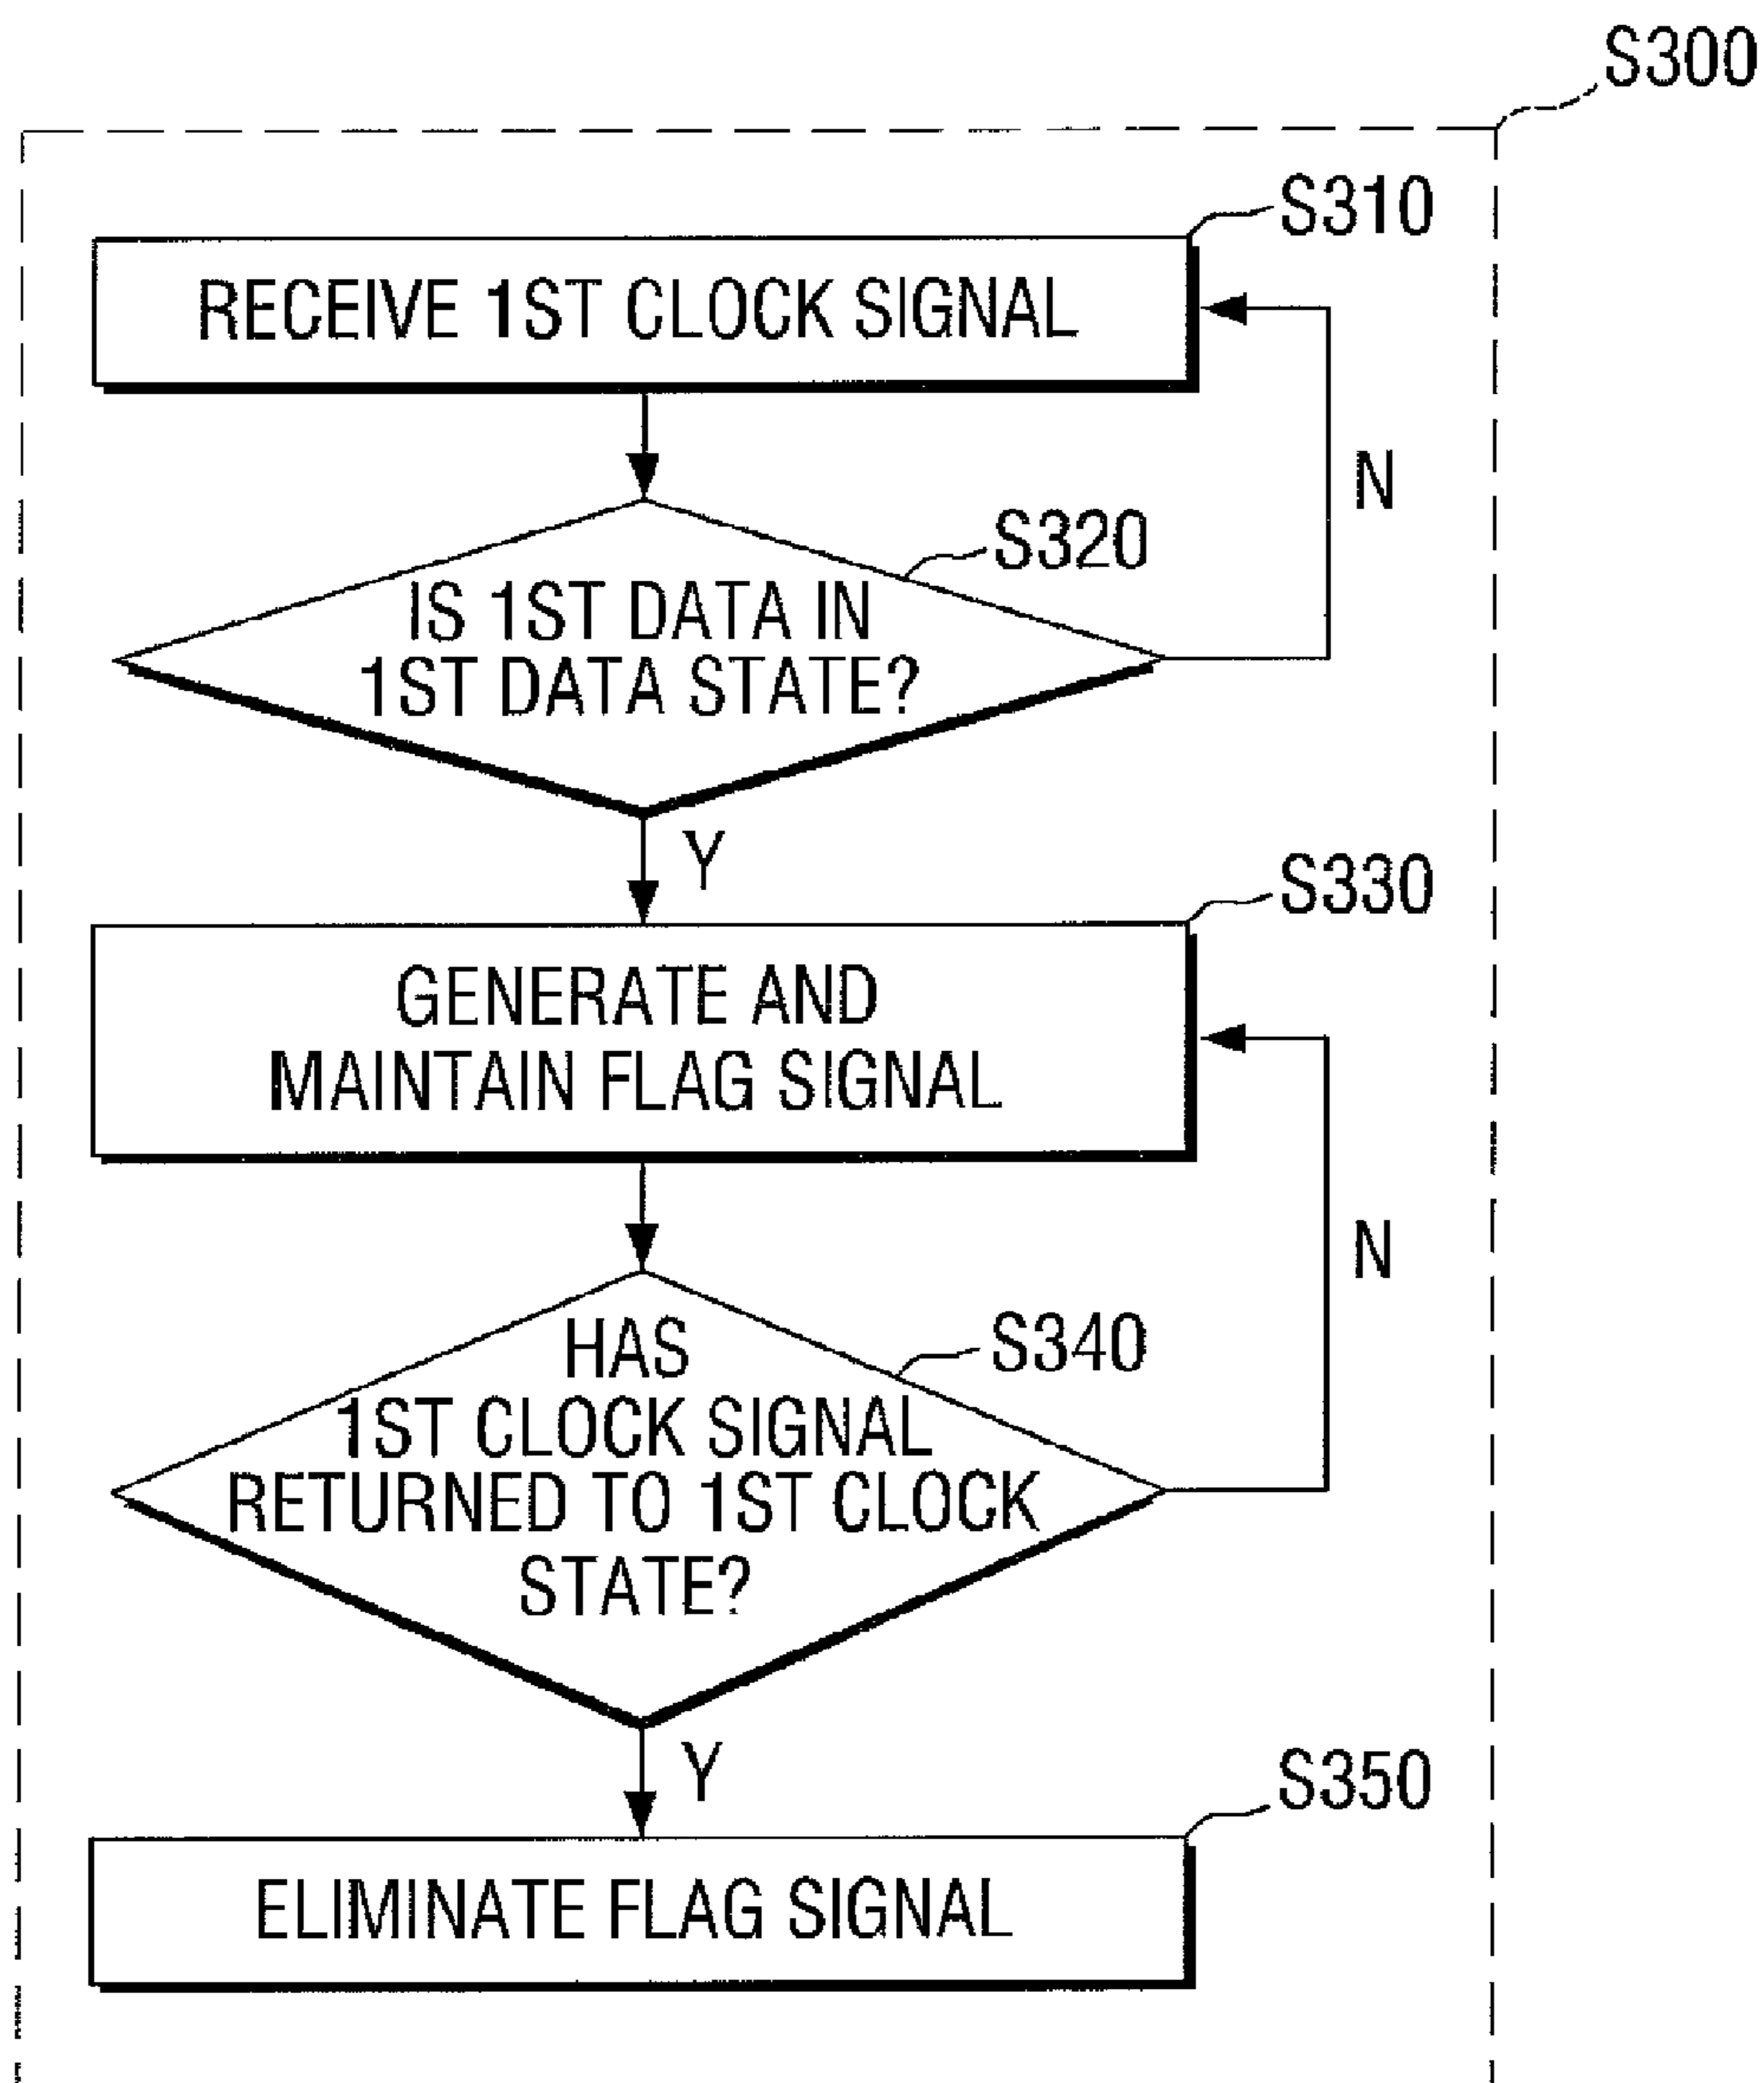 S300
S310
RECEIVE 1ST CLOCK SIGNAL
N
S320
IS 1ST DATA IN
1ST DATA STATE?
Y
S330
GENERATE AND
MAINTAIN FLAG SIGNAL
N
S340
HAS
1ST CLOCK SIGNAL
RETURNED TO 1ST CLOCK
STATE?
Y
S350
ELIMINATE FLAG SIGNAL